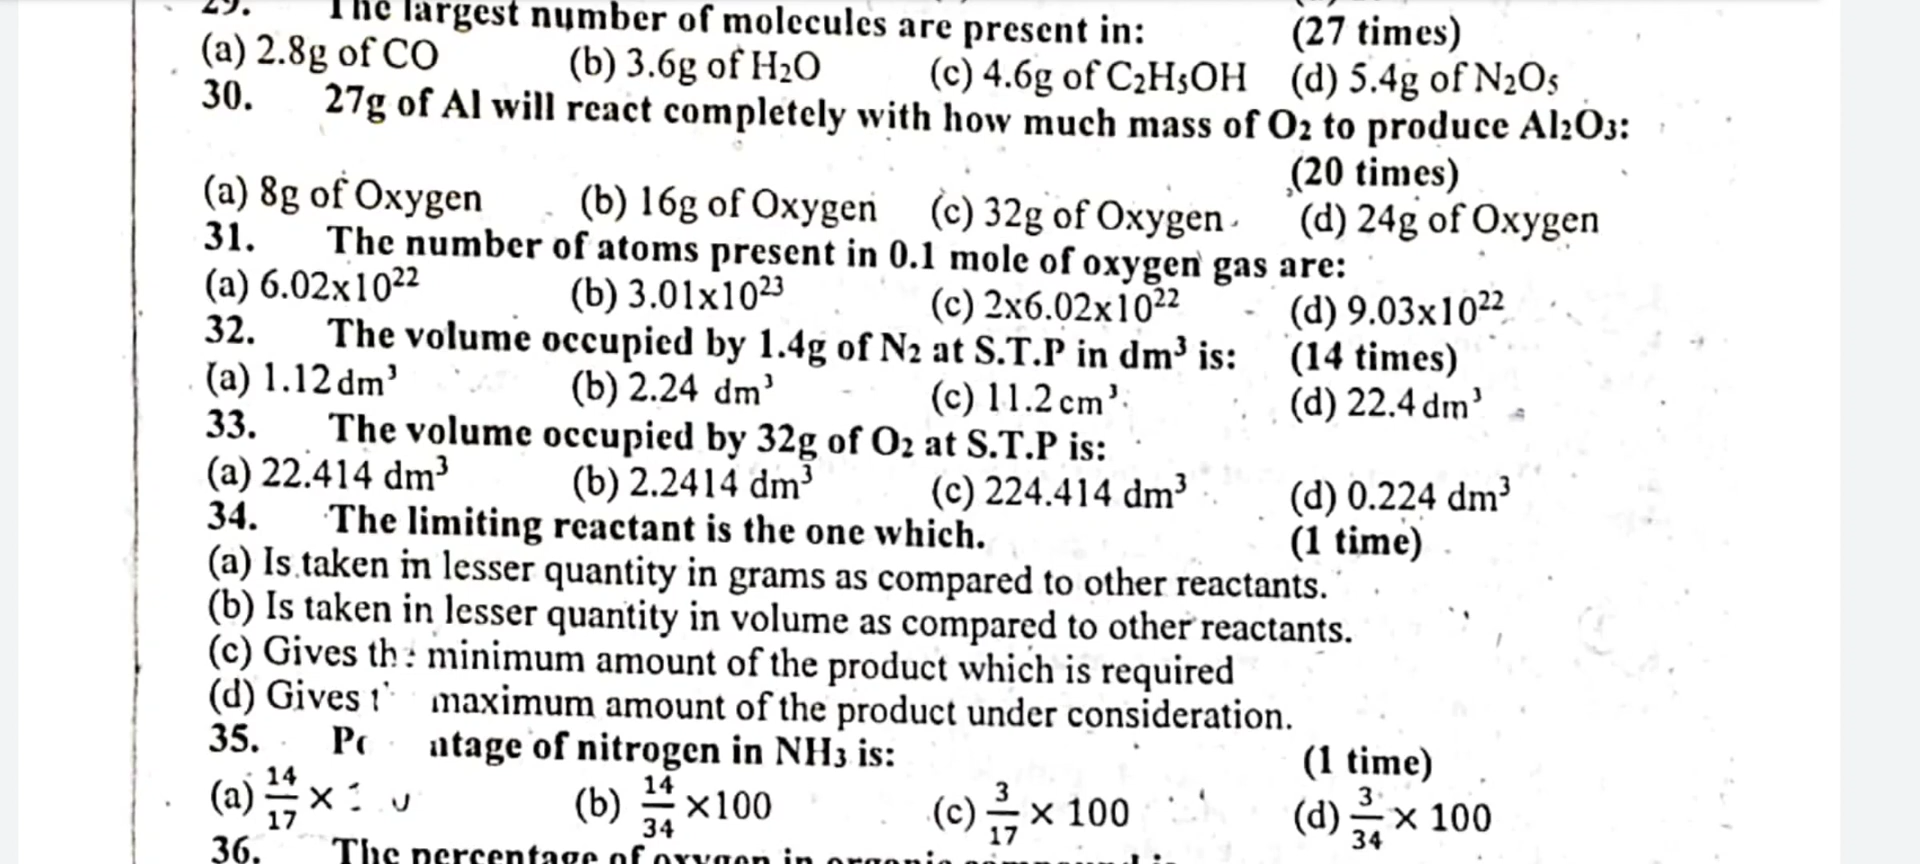 29. The largest number of molecules are present in: (27 times)
(a) 2.8g of CO (b) 3.6g of H₂O (c) 4.6g of C₂H₅OH (d) 5.4g of N₂O₅
30. 27g of Al will react completely with how much mass of O₂ to produce Al₂O₃:
(20 times)
(a) 8g of Oxygen (b) 16g of Oxygen (c) 32g of Oxygen (d) 24g of Oxygen
31. The number of atoms present in 0.1 mole of oxygen gas are:
(a) 6.02x10²² (b) 3.01x10²³ (c) 2x6.02x10²² (d) 9.03x10²²
32. The volume occupied by 1.4g of N₂ at S.T.P in dm³ is: (14 times)
(a) 1.12 dm³ (b) 2.24 dm³ (c) 11.2 cm³ (d) 22.4 dm³
33. The volume occupied by 32g of O₂ at S.T.P is:
(a) 22.414 dm³ (b) 2.2414 dm³ (c) 224.414 dm³ (d) 0.224 dm³
34. The limiting reactant is the one which. (1 time)
(a) Is taken in lesser quantity in grams as compared to other reactants.
(b) Is taken in lesser quantity in volume as compared to other reactants.
(c) Gives the minimum amount of the product which is required
(d) Gives maximum amount of the product under consideration.
35. of nitrogen in NH₃ is: (1 time)
(a) 14/17 × (b) 14/34 ×100 (c) 3/17 × 100 (d) 3/34 × 100
36. The percentage of oxygen in organic compound is